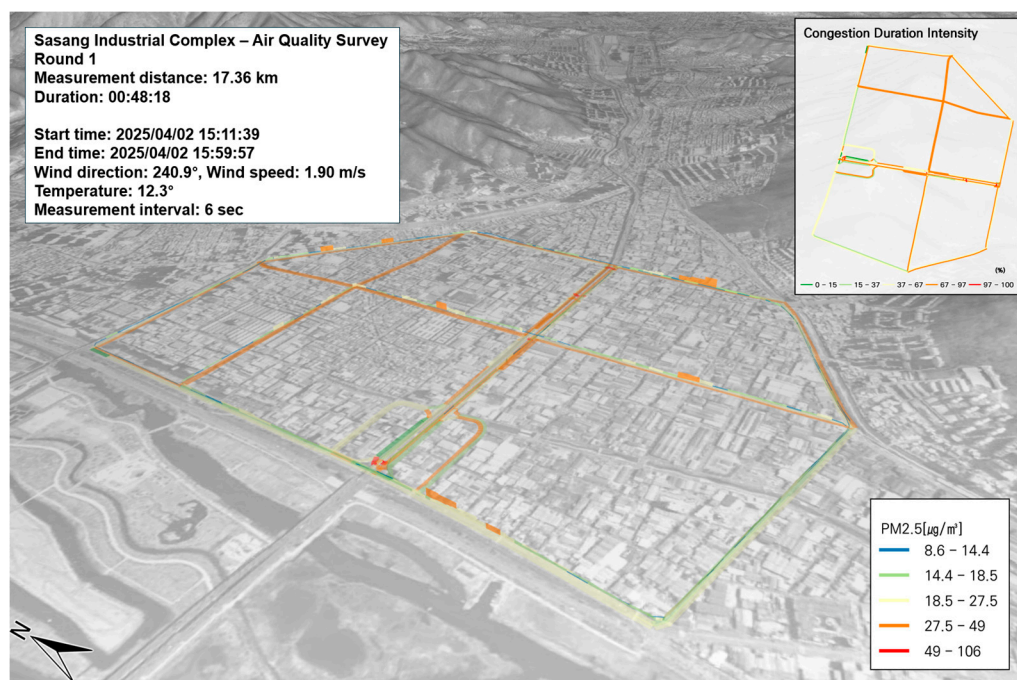 Sasang Industrial Complex – Air Quality Survey
Round 1
Measurement distance: 17.36 km
Duration: 00:48:18
Start time: 2025/04/02 15:11:39
End time: 2025/04/02 15:59:57
Wind direction: 240.9°, Wind speed: 1.90 m/s
Temperature: 12.3°
Measurement interval: 6 sec
Congestion Duration Intensity
(%)
0 - 15 15 - 37 37 - 67 67 - 97 97 - 100
PM2.5[㎍/㎥]
8.6 – 14.4
14.4 – 18.5
18.5 – 27.5
27.5 – 49
49 – 106
N